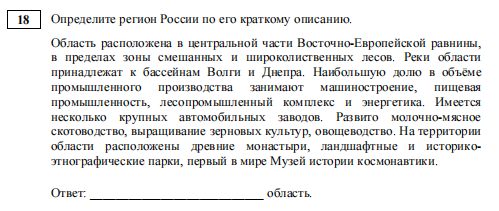 18 Определите регион России по его краткому описанию.
Область расположена в центральной части Восточно-Европейской равнины,
в пределах зоны смешанных и широколиственных лесов. Реки области
принадлежат к бассейнам Волги и Днепра. Наибольшую долю в объёме
промышленного производства занимают машиностроение, пищевая
промышленность, лесопромышленный комплекс и энергетика. Имеется
несколько крупных автомобильных заводов. Развито молочно-мясное
скотоводство, выращивание зерновых культур, овощеводство. На территории
области расположены древние монастыри, ландшафтные и историко-
этнографические парки, первый в мире Музей истории космонавтики.
Ответ: ___________________________ область.